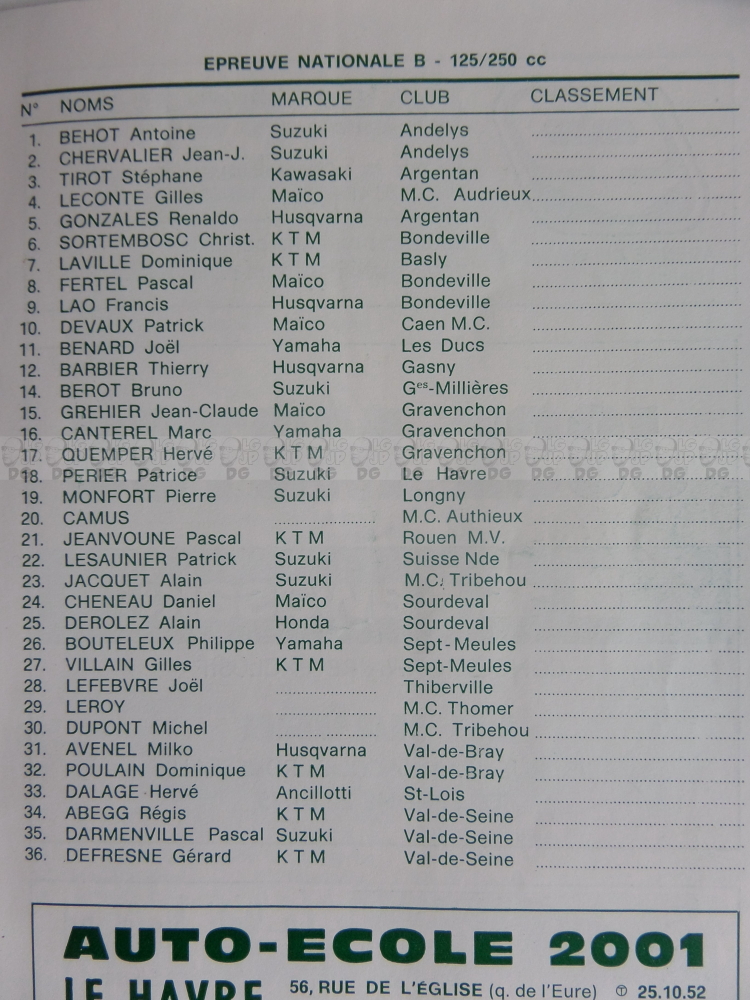 EPREUVE NATIONALE B - 125/250 cc
N° NOMS MARQUE CLUB CLASSEMENT
1. BEHOT Antoine Suzuki Andelys ....................
2. CHERVALIER Jean-J. Suzuki Andelys ....................
3. TIROT Stéphane Kawasaki Argentan ....................
4. LECONTE Gilles Maïco M.C. Audrieux ....................
5. GONZALES Renaldo Husqvarna Argentan ....................
6. SORTEMBOSC Christ. K T M Bondeville ....................
7. LAVILLE Dominique K T M Basly ....................
8. FERTEL Pascal Maïco Bondeville ....................
9. LAO Francis Husqvarna Bondeville ....................
10. DEVAUX Patrick Maïco Caen M.C. ....................
11. BENARD Joël Yamaha Les Ducs ....................
12. BARBIER Thierry Husqvarna Gasny ....................
14. BEROT Bruno Suzuki Ges-Millières ....................
15. GREHIER Jean-Claude Maïco Gravenchon ....................
16. CANTEREL Marc Yamaha Gravenchon ....................
17. QUEMPER Hervé K T M Gravenchon ....................
18. PERIER Patrice Suzuki Le Havre ....................
19. MONFORT Pierre Suzuki Longny ....................
20. CAMUS .................... M.C. Authieux ....................
21. JEANVOUNE Pascal K T M Rouen M.V. ....................
22. LESAUNIER Patrick Suzuki Suisse Nde ....................
23. JACQUET Alain Suzuki M.C. Tribehou ....................
24. CHENEAU Daniel Maïco Sourdeval ....................
25. DEROLEZ Alain Honda Sourdeval ....................
26. BOUTELEUX Philippe Yamaha Sept-Meules ....................
27. VILLAIN Gilles K T M Sept-Meules ....................
28. LEFEBVRE Joël .................... Thiberville ....................
29. LEROY .................... M.C. Thomer ....................
30. DUPONT Michel .................... M.C. Tribehou ....................
31. AVENEL Milko Husqvarna Val-de-Bray ....................
32. POULAIN Dominique K T M Val-de-Bray ....................
33. DALAGE Hervé Ancillotti St-Lois ....................
34. ABEGG Régis K T M Val-de-Seine ....................
35. DARMENVILLE Pascal Suzuki Val-de-Seine ....................
36. DEFRESNE Gérard K T M Val-de-Seine ....................
AUTO-ECOLE 2001
LE HAVRE 56, RUE DE L'ÉGLISE (q. de l'Eure) ✆ 25.10.52